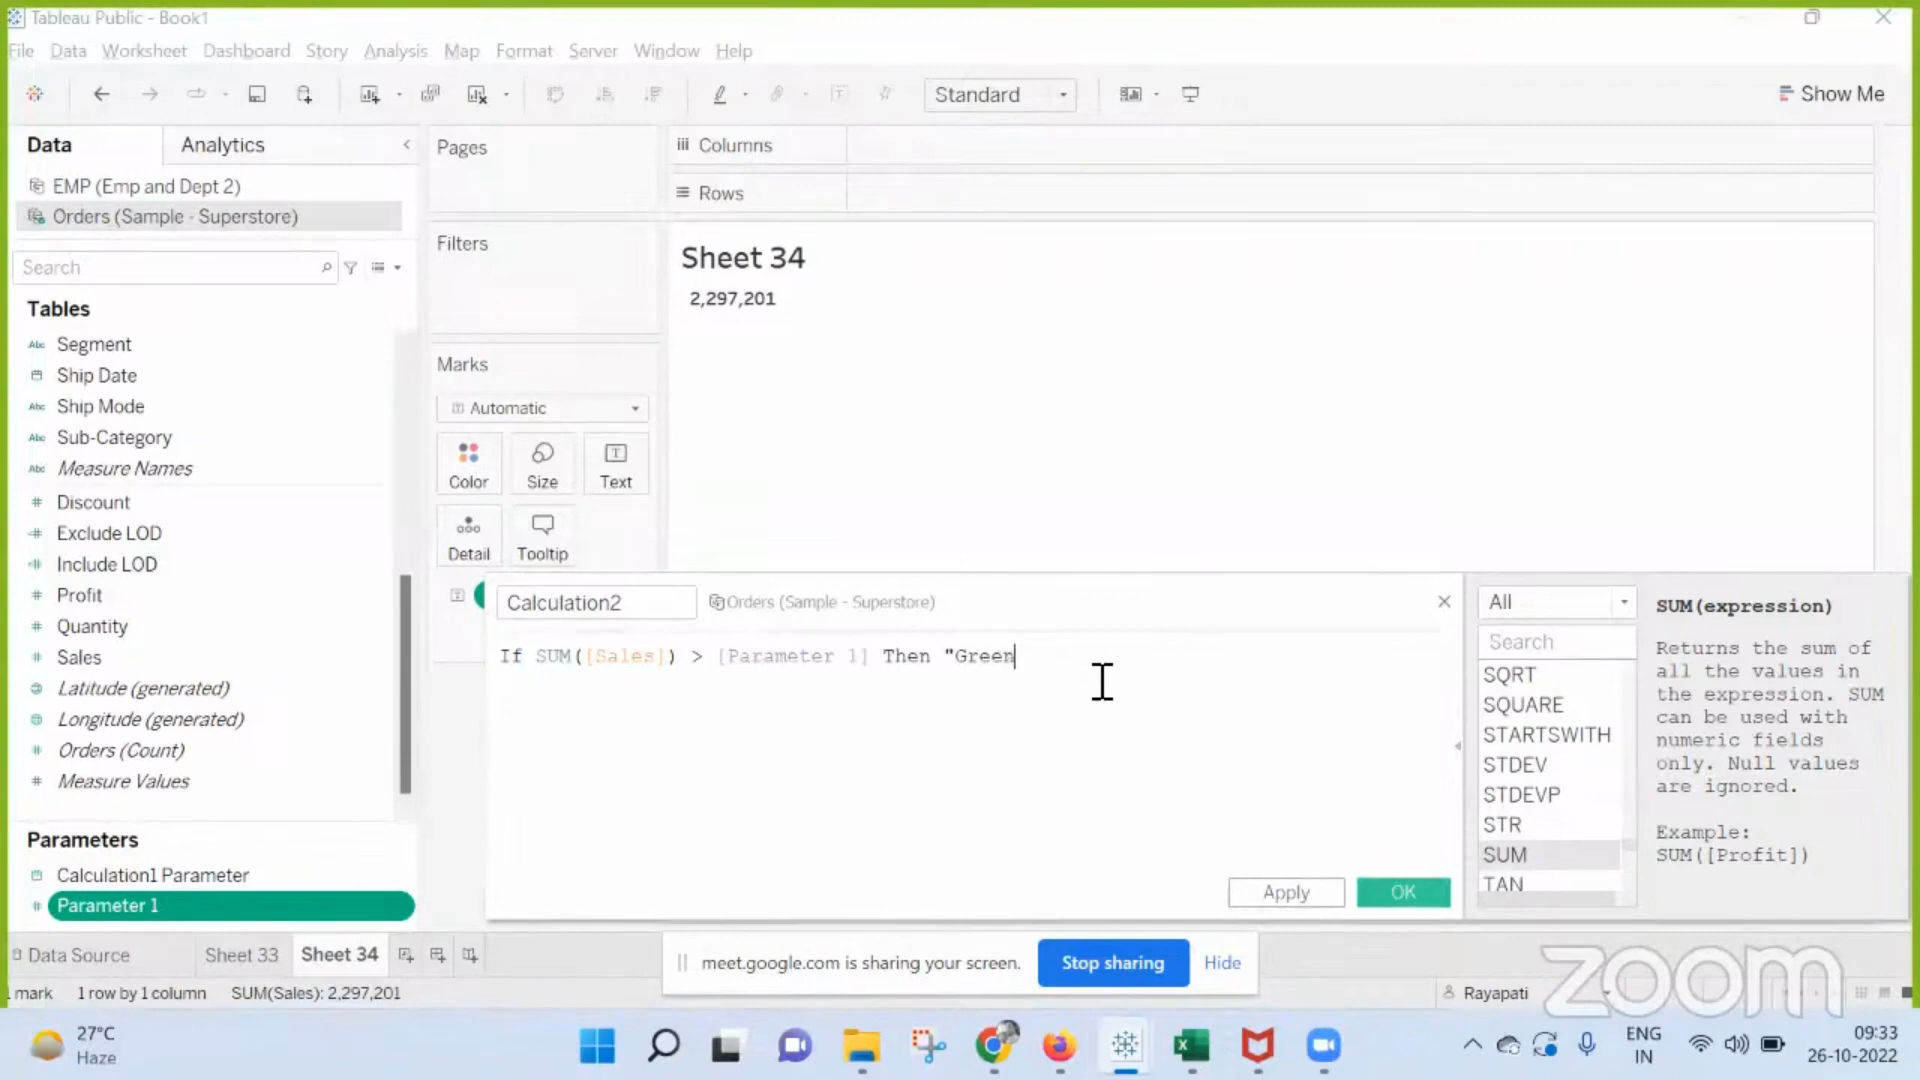 Tableau Public - Book1
File Data Worksheet Dashboard Story Analysis Map Format Server Window Help
Standard
Show Me
Data
Analytics
Pages
Columns
Rows
EMP (Emp and Dept 2)
Orders (Sample - Superstore)
Filters
Sheet 34
2,297,201
Search
Tables
Abc Segment
Ship Date
Abc Ship Mode
Abc Sub-Category
Abc Measure Names
Discount
Exclude LOD
Include LOD
Profit
Quantity
Sales
Latitude (generated)
Longitude (generated)
Orders (Count)
Measure Values
Marks
Automatic
Color
Size
Text
Detail
Tooltip
Calculation2
Orders (Sample - Superstore)
If SUM([Sales]) > [Parameter 1] Then "Green
Apply
OK
All
Search
SQRT
SQUARE
STARTSWITH
STDEV
STDEVP
STR
SUM
TAN
SUM(expression)
Returns the sum of
all the values in
the expression. SUM
can be used with
numeric fields
only. Null values
are ignored.
Example:
SUM([Profit])
Parameters
Calculation1 Parameter
Parameter 1
Data Source
Sheet 33
Sheet 34
meet.google.com is sharing your screen.
Stop sharing
Hide
mark
1 row by 1 column
SUM(Sales): 2,297,201
Rayapati
zoom
27°C
Haze
ENG
IN
09:33
26-10-2022